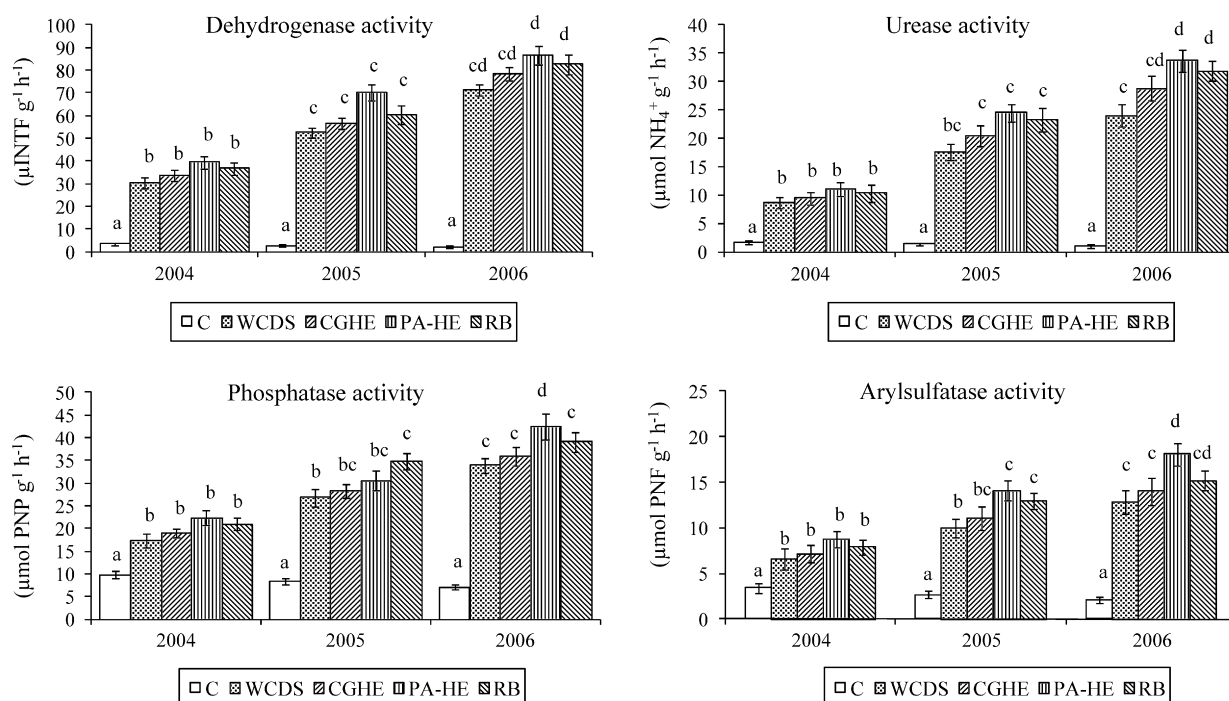 Dehydrogenase activity
(µINTF g-1 h-1)
100
90
80
70
60
50
40
30
20
10
0
a b b b b
a c c c c
a cd cd d d
2004 2005 2006
C WCDS CGHE PA-HE RB
Urease activity
(µmol NH4+ g-1 h-1)
40
35
30
25
20
15
10
5
0
a b b b b
a bc c c c
a c cd d d
2004 2005 2006
C WCDS CGHE PA-HE RB
Phosphatase activity
(µmol PNP g-1 h-1)
50
45
40
35
30
25
20
15
10
5
0
a b b b b
a b bc bc c
a c c d c
2004 2005 2006
C WCDS CGHE PA-HE RB
Arylsulfatase activity
(µmol PNF g-1 h-1)
25
20
15
10
5
0
a b b b b
a b bc c c
a c c d cd
2004 2005 2006
C WCDS CGHE PA-HE RB